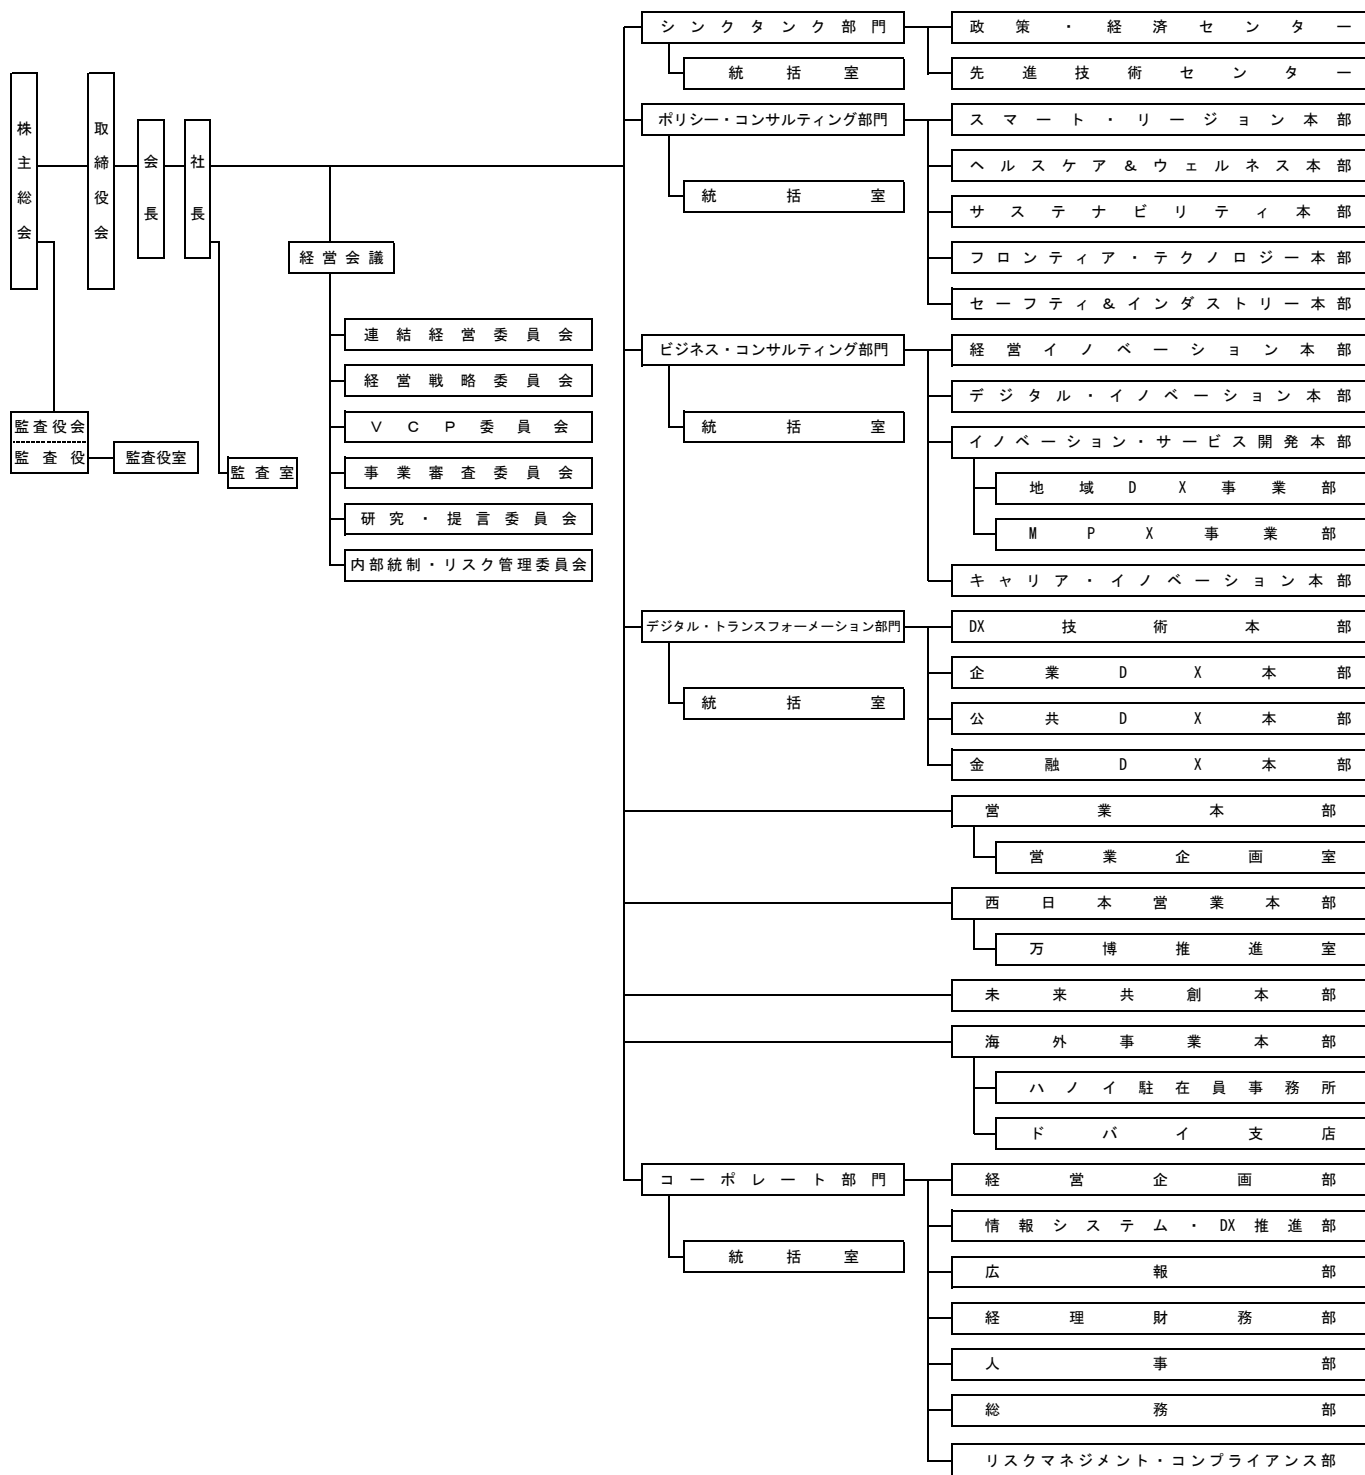 株主総会
取締役会
会長
社長
経営会議
連結経営委員会
経営戦略委員会
VCP委員会
事業審査委員会
研究・提言委員会
内部統制・リスク管理委員会
監査役会
監査役
監査役室
監査室
シンクタンク部門
統括室
政策・経済センター
先進技術センター
ポリシー・コンサルティング部門
統括室
スマート・リージョン本部
ヘルスケア&ウェルネス本部
サステナビリティ本部
フロンティア・テクノロジー本部
セーフティ&インダストリー本部
ビジネス・コンサルティング部門
統括室
経営イノベーション本部
デジタル・イノベーション本部
イノベーション・サービス開発本部
地域DX事業部
MPX事業部
キャリア・イノベーション本部
デジタル・トランスフォーメーション部門
統括室
DX技術本部
企業DX本部
公共DX本部
金融DX本部
営業本部
営業企画室
西日本営業本部
万博推進室
未来共創本部
海外事業本部
ハノイ駐在員事務所
ドバイ支店
コーポレート部門
統括室
経営企画部
情報システム・DX推進部
広報部
経理財務部
人事部
総務部
リスクマネジメント・コンプライアンス部